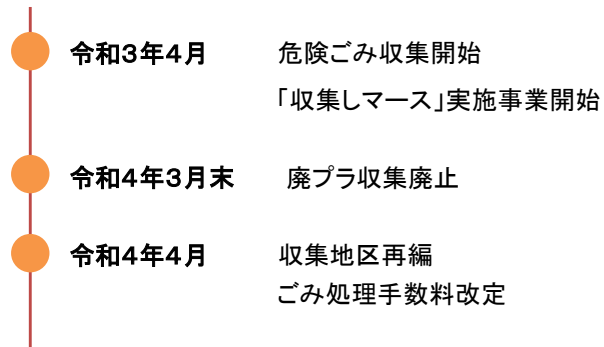 令和3年4月 危険ごみ収集開始
「収集しマース」実施事業開始
令和4年3月末 廃プラ収集廃止
令和4年4月 収集地区再編
ごみ処理手数料改定